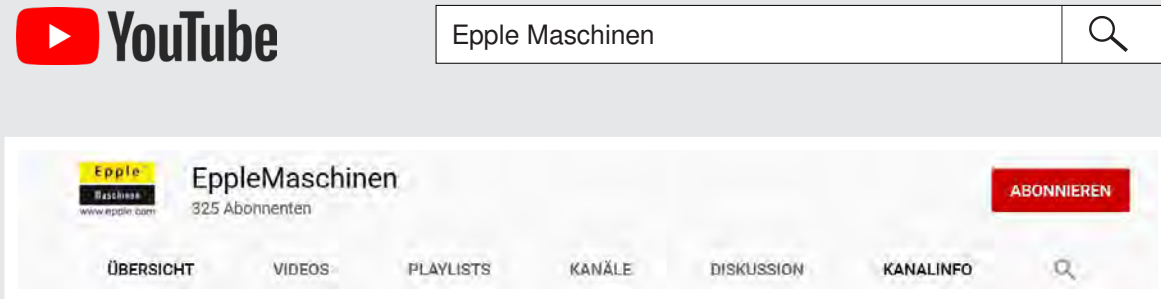 YouTube
Epple Maschinen
Epple
Maschinen
www.epple.com
EppleMaschinen
325 Abonnenten
ABONNIEREN
ÜBERSICHT VIDEOS PLAYLISTS KANÄLE DISKUSSION KANALINFO